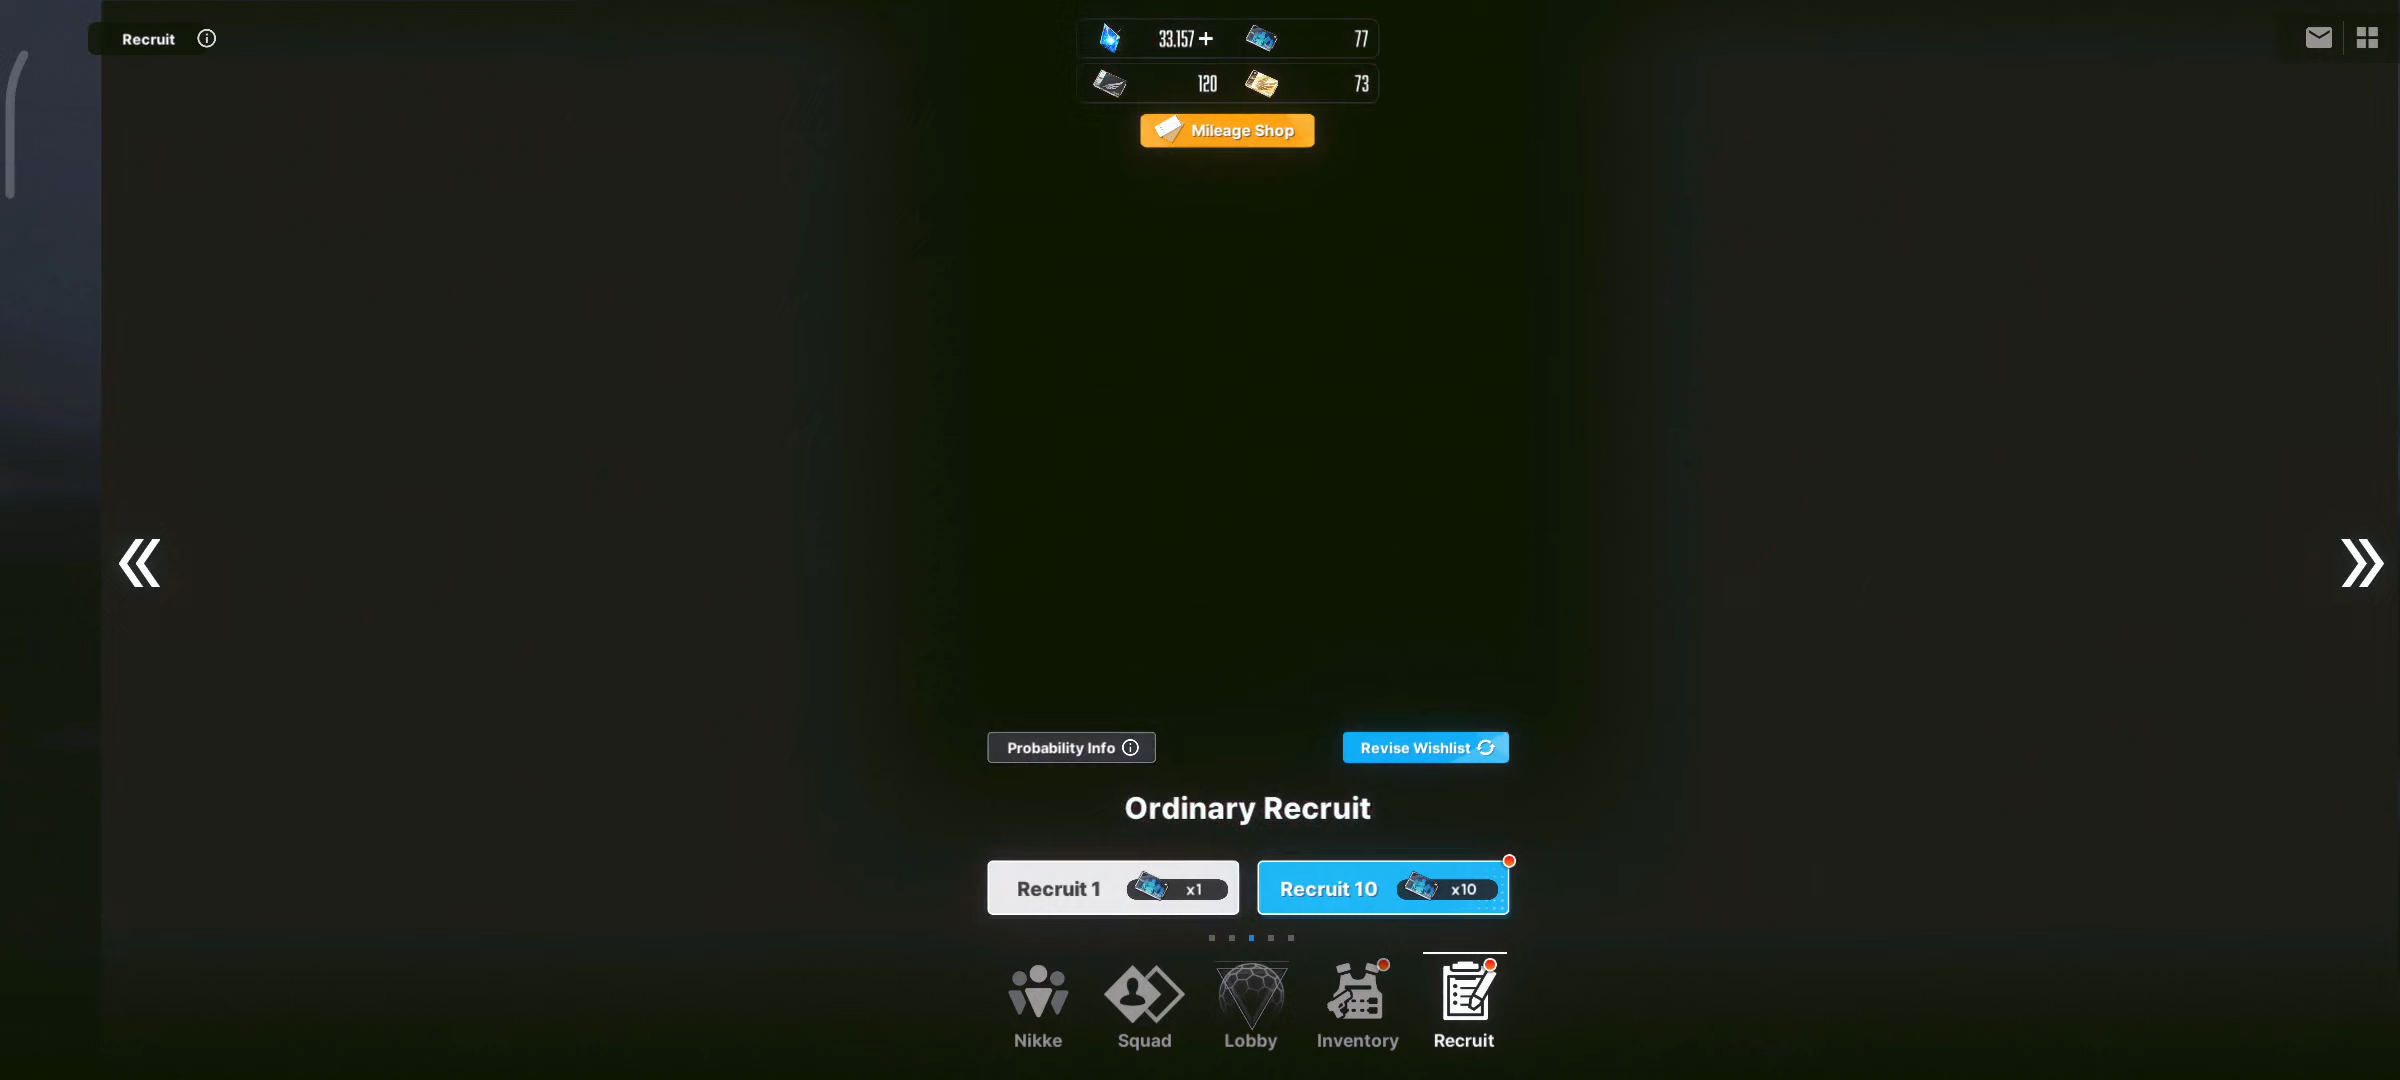 Recruit
33.157 + 77
120 73
Mileage Shop
Probability Info
Revise Wishlist
Ordinary Recruit
Recruit 1 x1
Recruit 10 x10
Nikke
Squad
Lobby
Inventory
Recruit